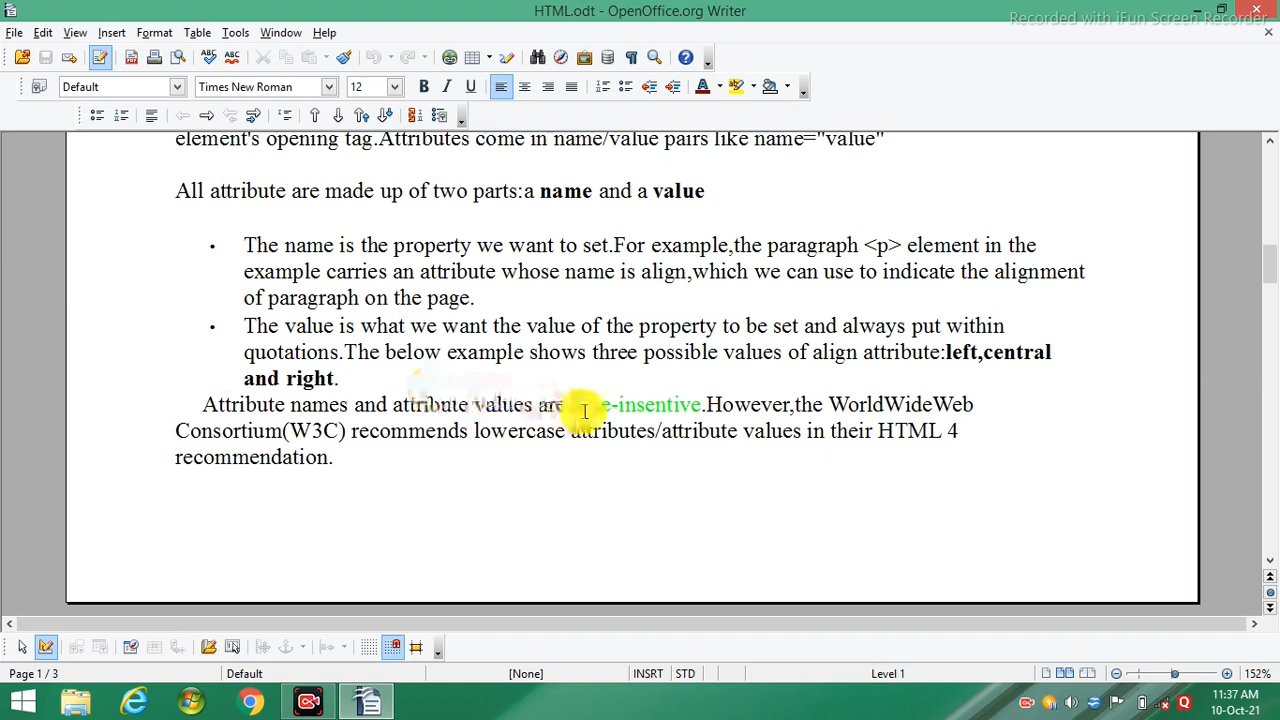 HTML.odt - OpenOffice.org Writer
Recorded with iFun Screen Recorder
File Edit View Insert Format Table Tools Window Help
Default Times New Roman 12
element's opening tag.Attributes come in name/value pairs like name="value"
All attribute are made up of two parts:a name and a value
• The name is the property we want to set.For example,the paragraph <p> element in the
example carries an attribute whose name is align,which we can use to indicate the alignment
of paragraph on the page.
• The value is what we want the value of the property to be set and always put within
quotations.The below example shows three possible values of align attribute:left,central
and right.
Attribute names and attribute values are -insentive.However,the WorldWideWeb
Consortium(W3C) recommends lowercase attributes/attribute values in their HTML 4
recommendation.
Page 1 / 3 Default [None] INSRT STD Level 1 152%
11:37 AM
10-Oct-21